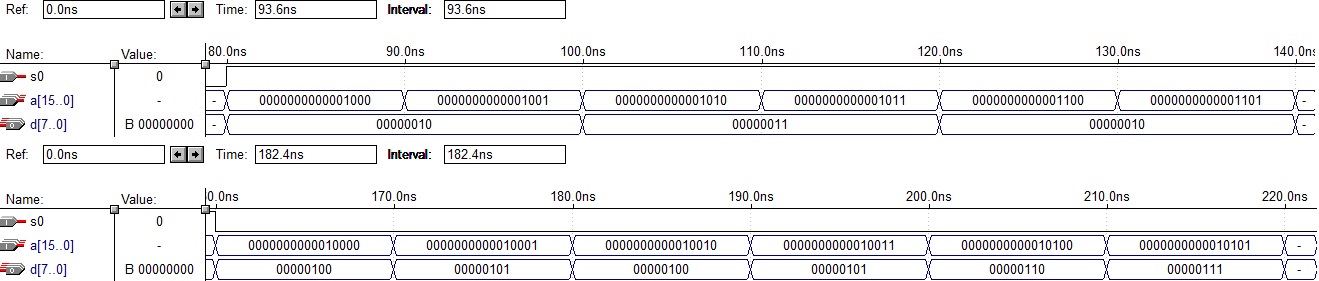 Ref: 0.0ns Time: 93.6ns Interval: 93.6ns
80.0ns 90.0ns 100.0ns 110.0ns 120.0ns 130.0ns 140.0ns
Name: Value:
s0 0
a[15..0] - - 0000000000001000 0000000000001001 0000000000001010 0000000000001011 0000000000001100 0000000000001101 -
d[7..0] B 00000000 - 00000010 00000011 00000010 -
Ref: 0.0ns Time: 182.4ns Interval: 182.4ns
0.0ns 170.0ns 180.0ns 190.0ns 200.0ns 210.0ns 220.0ns
Name: Value:
s0 0
a[15..0] - 0000000000010000 0000000000010001 0000000000010010 0000000000010011 0000000000010100 0000000000010101 -
d[7..0] B 00000000 00000100 00000101 00000100 00000101 00000110 00000111 -